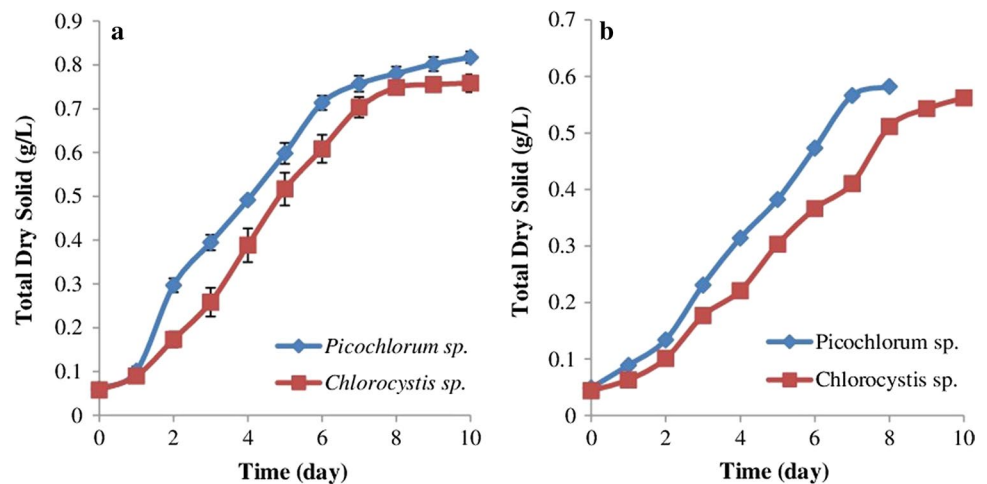 a
Total Dry Solid (g/L)
0.9
0.8
0.7
0.6
0.5
0.4
0.3
0.2
0.1
0
Picochlorum sp.
Chlorocystis sp.
0 2 4 6 8 10
Time (day)
b
Total Dry Solid (g/L)
0.7
0.6
0.5
0.4
0.3
0.2
0.1
0
Picochlorum sp.
Chlorocystis sp.
0 2 4 6 8 10
Time (day)